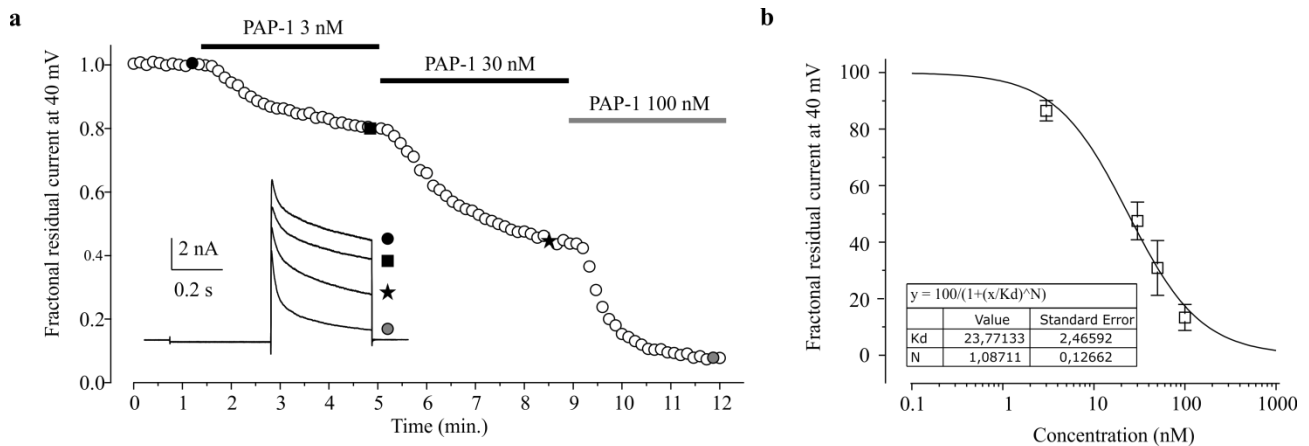 a
PAP-1 3 nM
PAP-1 30 nM
PAP-1 100 nM
Fractonal residual current at 40 mV
1.0
0.8
0.6
0.4
0.2
0.0
2 nA
0.2 s
0 1 2 3 4 5 6 7 8 9 10 11 12
Time (min.)
b
Fractonal residual current at 40 mV
100
80
60
40
20
0
y = 100/(1+(x/Kd)^N)
Value Standard Error
Kd 23,77133 2,46592
N 1,08711 0,12662
0.1 1 10 100 1000
Concentration (nM)